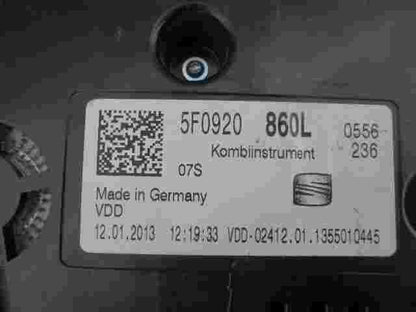 5F0920 860L 0556
Kombiinstrument 236
07S
Made in Germany
VDD
12.01.2013 12:19:33 VDD-02412.01.1355010445